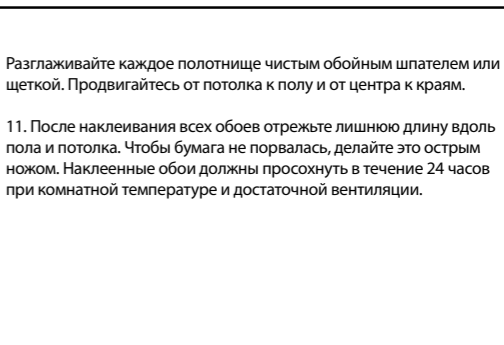 Разглаживайте каждое полотнище чистым обойным шпателем или
щеткой. Продвигайтесь от потолка к полу и от центра к краям.
11. После наклеивания всех обоев отрежьте лишнюю длину вдоль
пола и потолка. Чтобы бумага не порвалась, делайте это острым
ножом. Наклеенные обои должны просохнуть в течение 24 часов
при комнатной температуре и достаточной вентиляции.